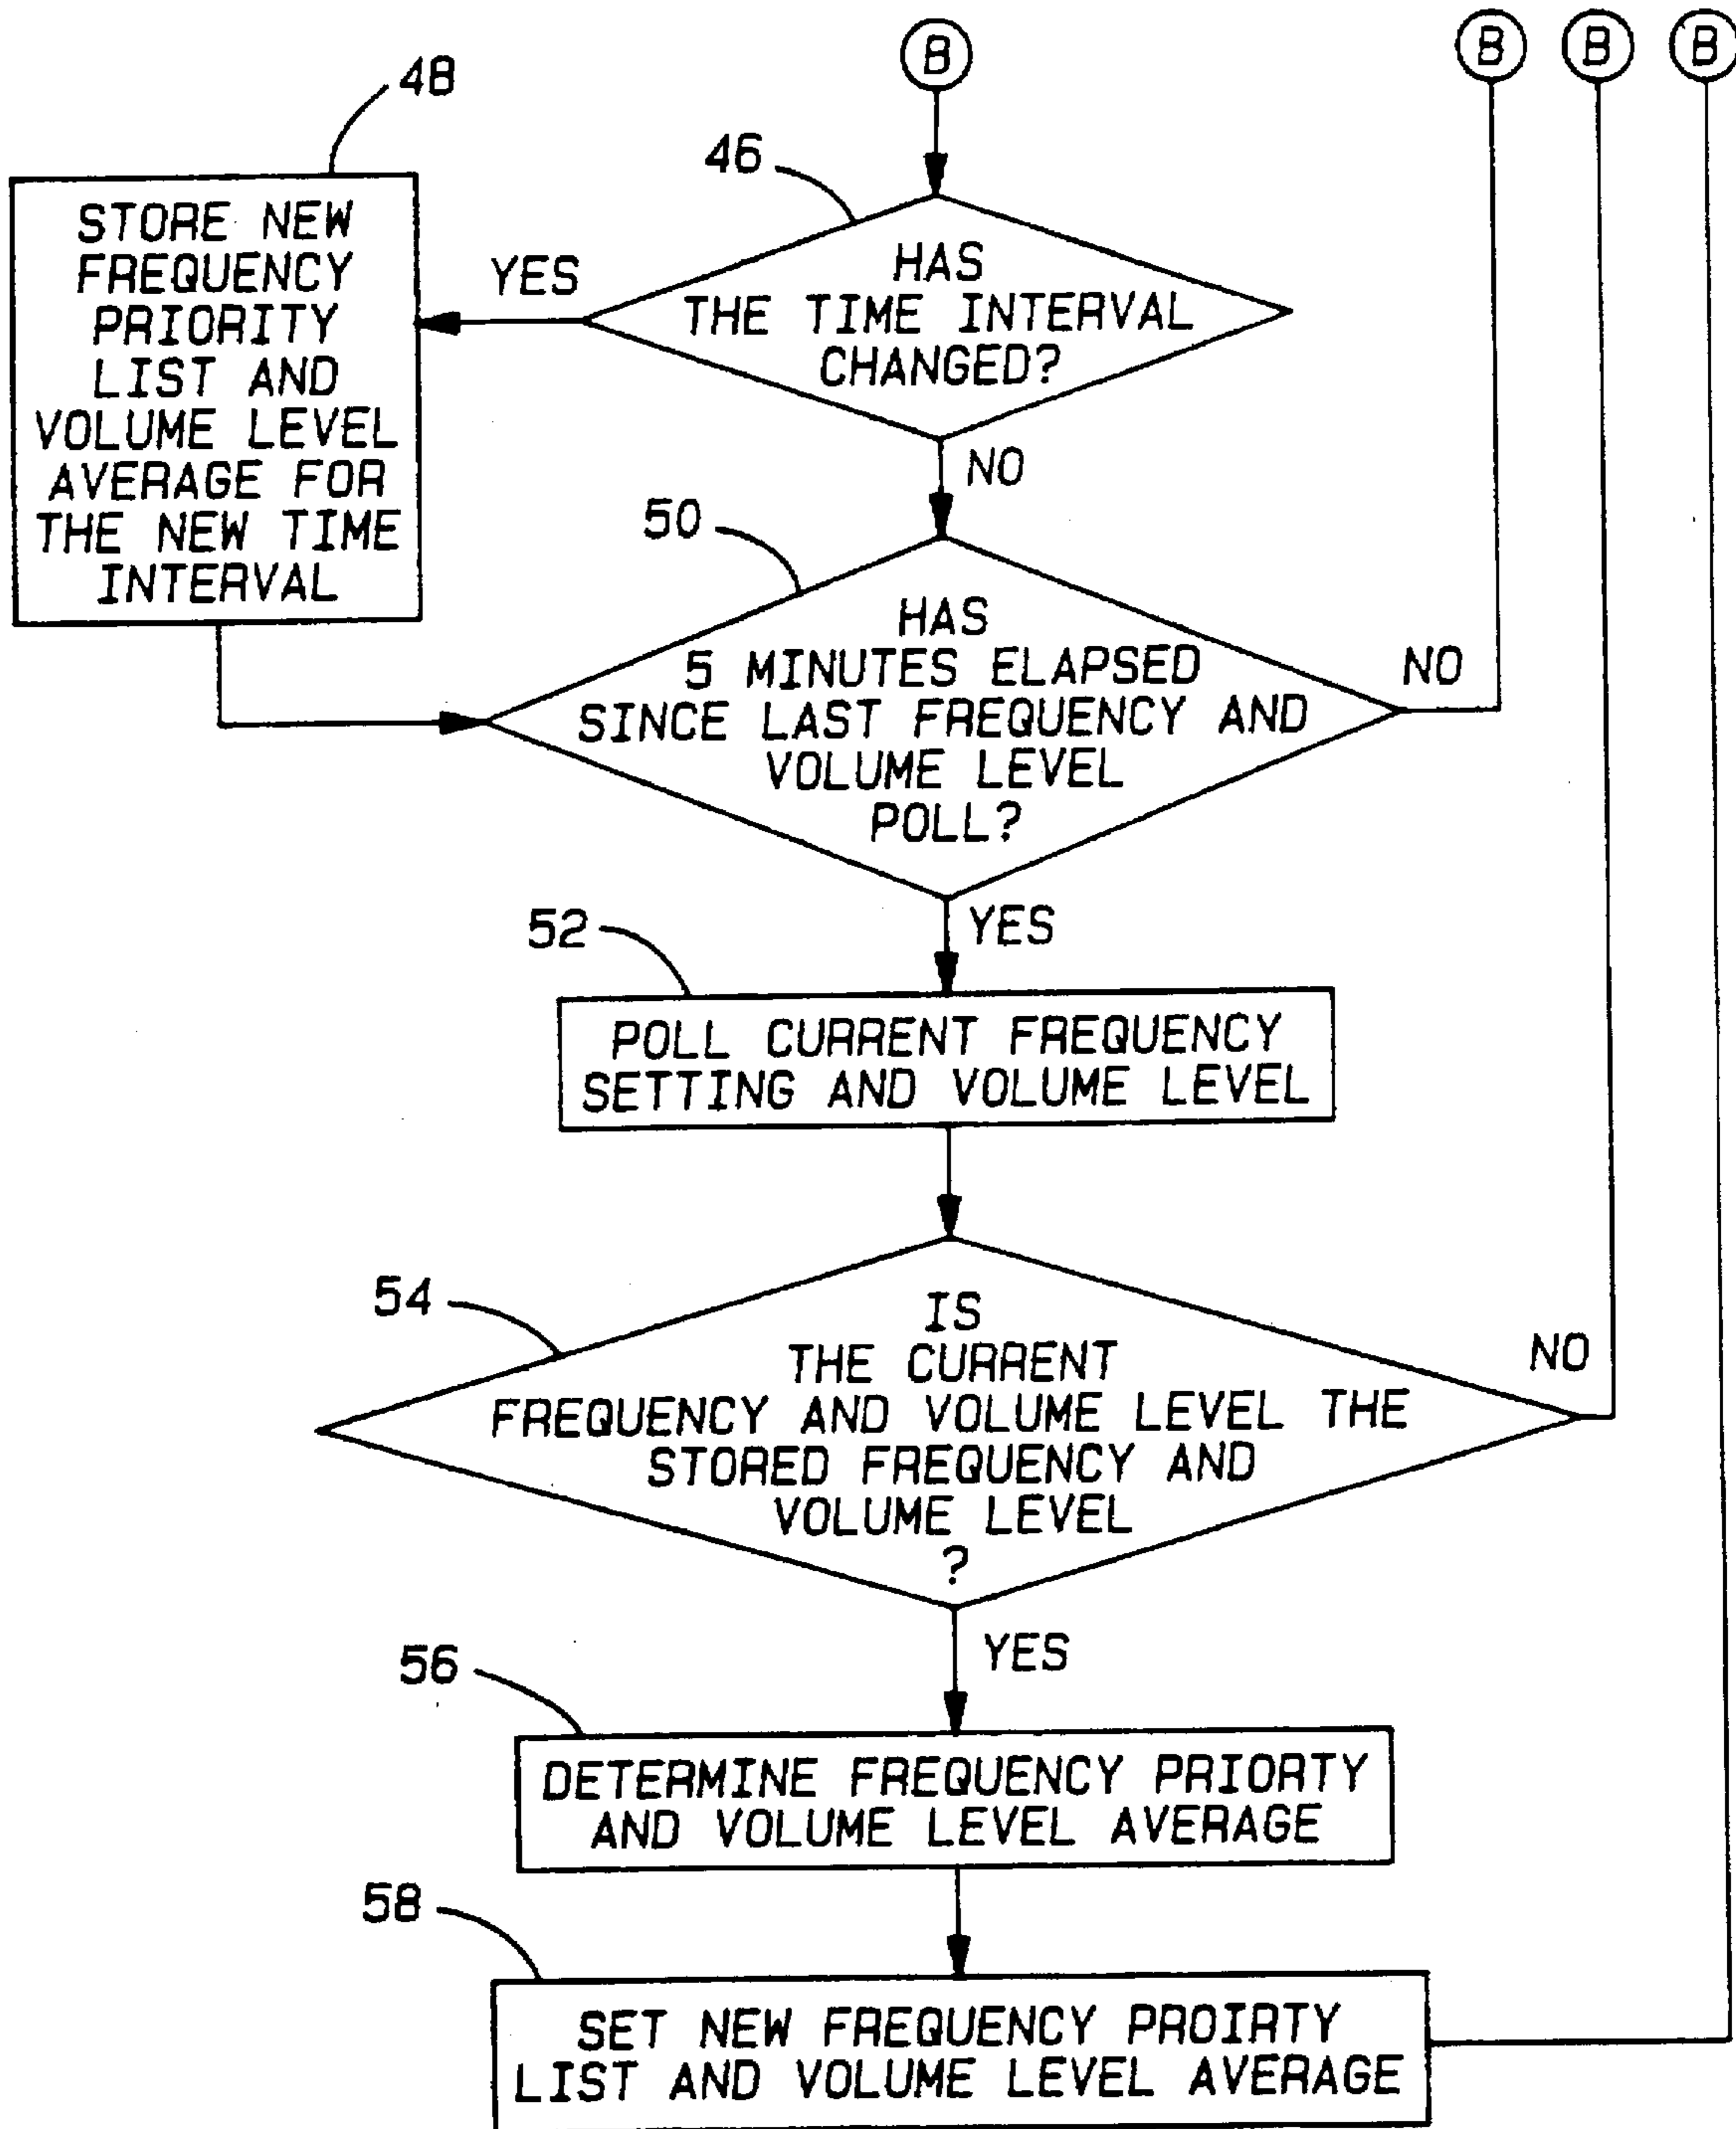 B
B
B
B
48
STORE NEW
FREQUENCY
PRIORITY
LIST AND
VOLUME LEVEL
AVERAGE FOR
THE NEW TIME
INTERVAL
46
HAS
THE TIME INTERVAL
CHANGED?
YES
NO
50
HAS
5 MINUTES ELAPSED
SINCE LAST FREQUENCY AND
VOLUME LEVEL
POLL?
NO
YES
52
POLL CURRENT FREQUENCY
SETTING AND VOLUME LEVEL
54
IS
THE CURRENT
FREQUENCY AND VOLUME LEVEL THE
STORED FREQUENCY AND
VOLUME LEVEL
?
NO
YES
56
DETERMINE FREQUENCY PRIORTY
AND VOLUME LEVEL AVERAGE
58
SET NEW FREQUENCY PROIRTY
LIST AND VOLUME LEVEL AVERAGE